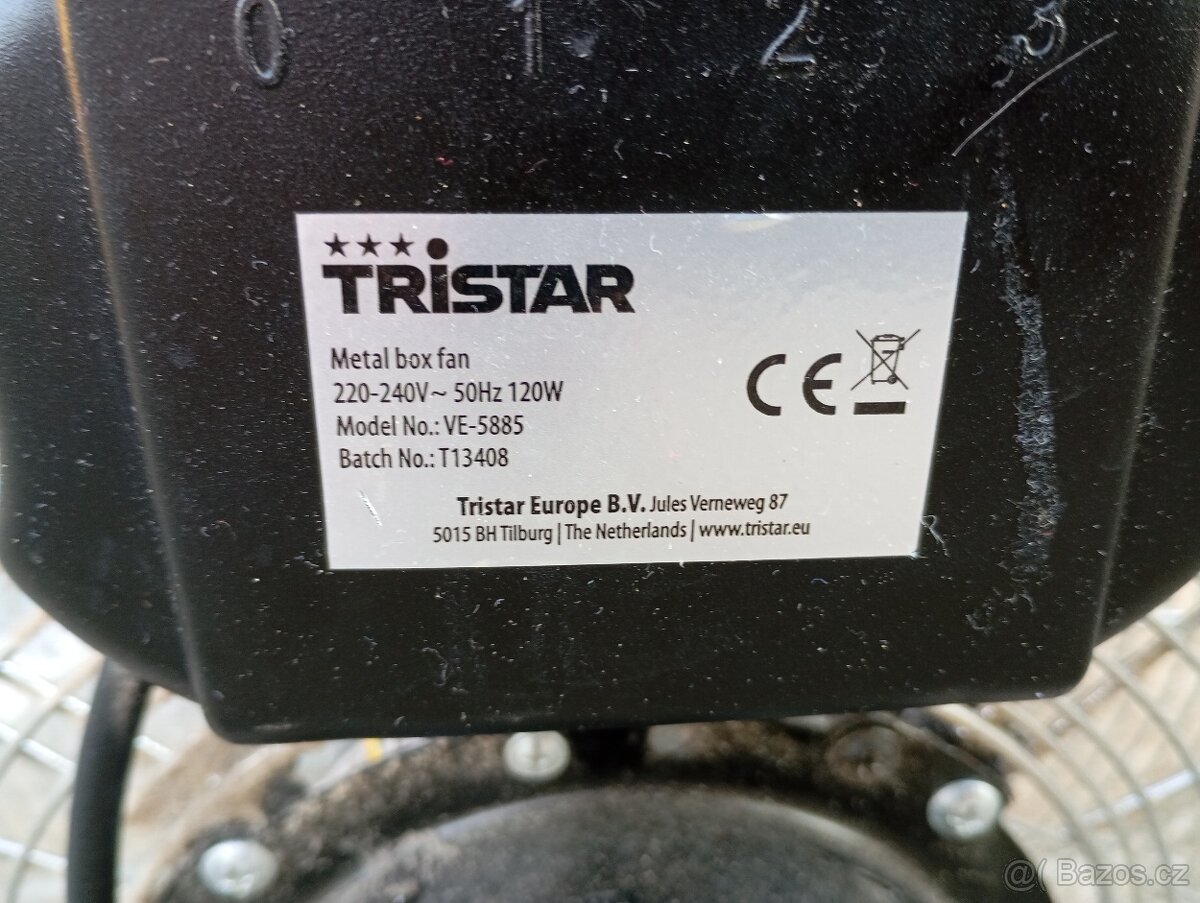 0 1 2 3
TRiSTAR
Metal box fan
220-240V~ 50Hz 120W
Model No.: VE-5885
Batch No.: T13408
CE
Tristar Europe B.V. Jules Verneweg 87
5015 BH Tilburg | The Netherlands | www.tristar.eu
@( Bazos.cz